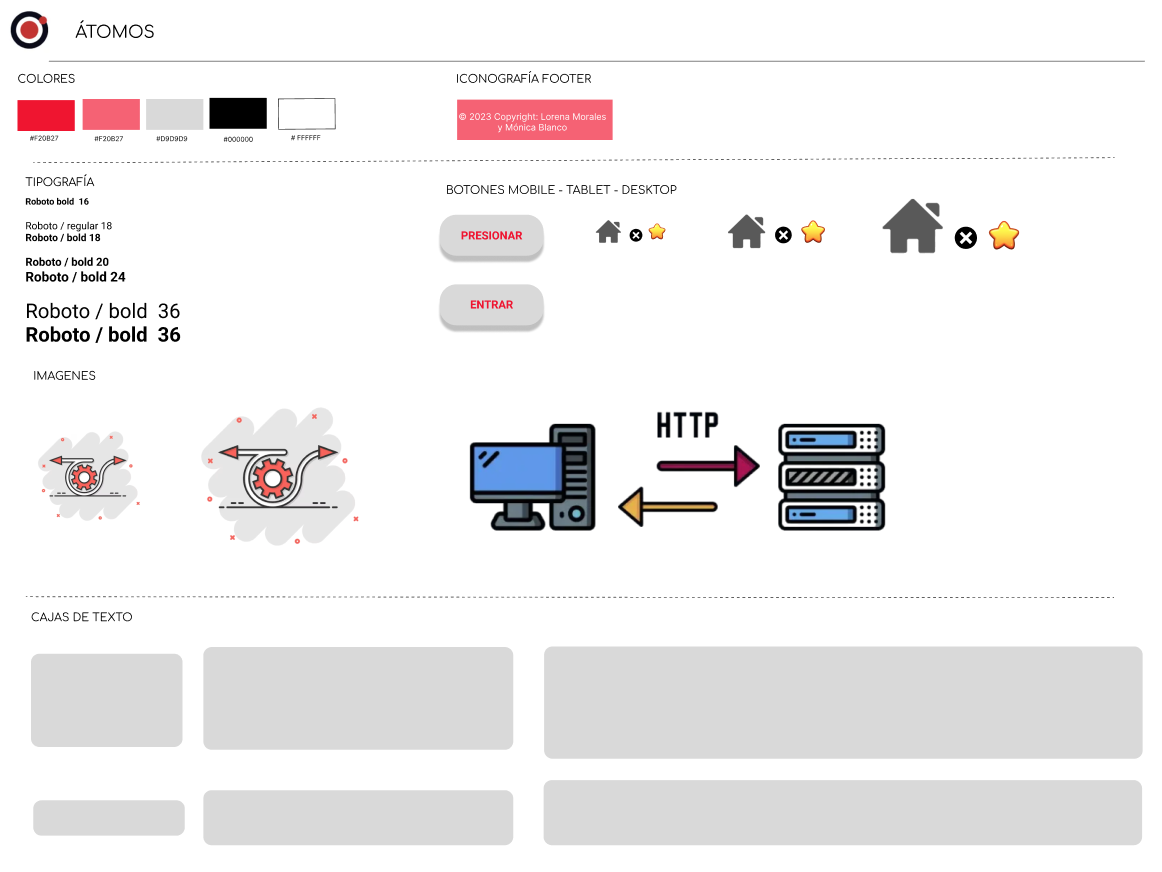 ÁTOMOS
COLORES
#F20B27
#F20B27
#D9D9D9
#000000
# FFFFFF
ICONOGRAFÍA FOOTER
© 2023 Copyright: Lorena Morales
y Mónica Blanco
TIPOGRAFÍA
Roboto bold 16
Roboto / regular 18
Roboto / bold 18
Roboto / bold 20
Roboto / bold 24
Roboto / bold 36
Roboto / bold 36
BOTONES MOBILE - TABLET - DESKTOP
PRESIONAR
ENTRAR
IMAGENES
HTTP
CAJAS DE TEXTO